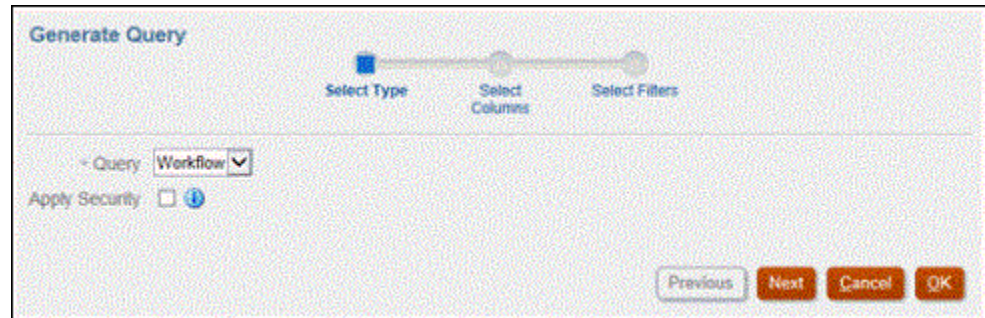 Generate Query
Select Type
Select Columns
Select Filters
* Query Workflow
Apply Security
Previous Next Cancel OK